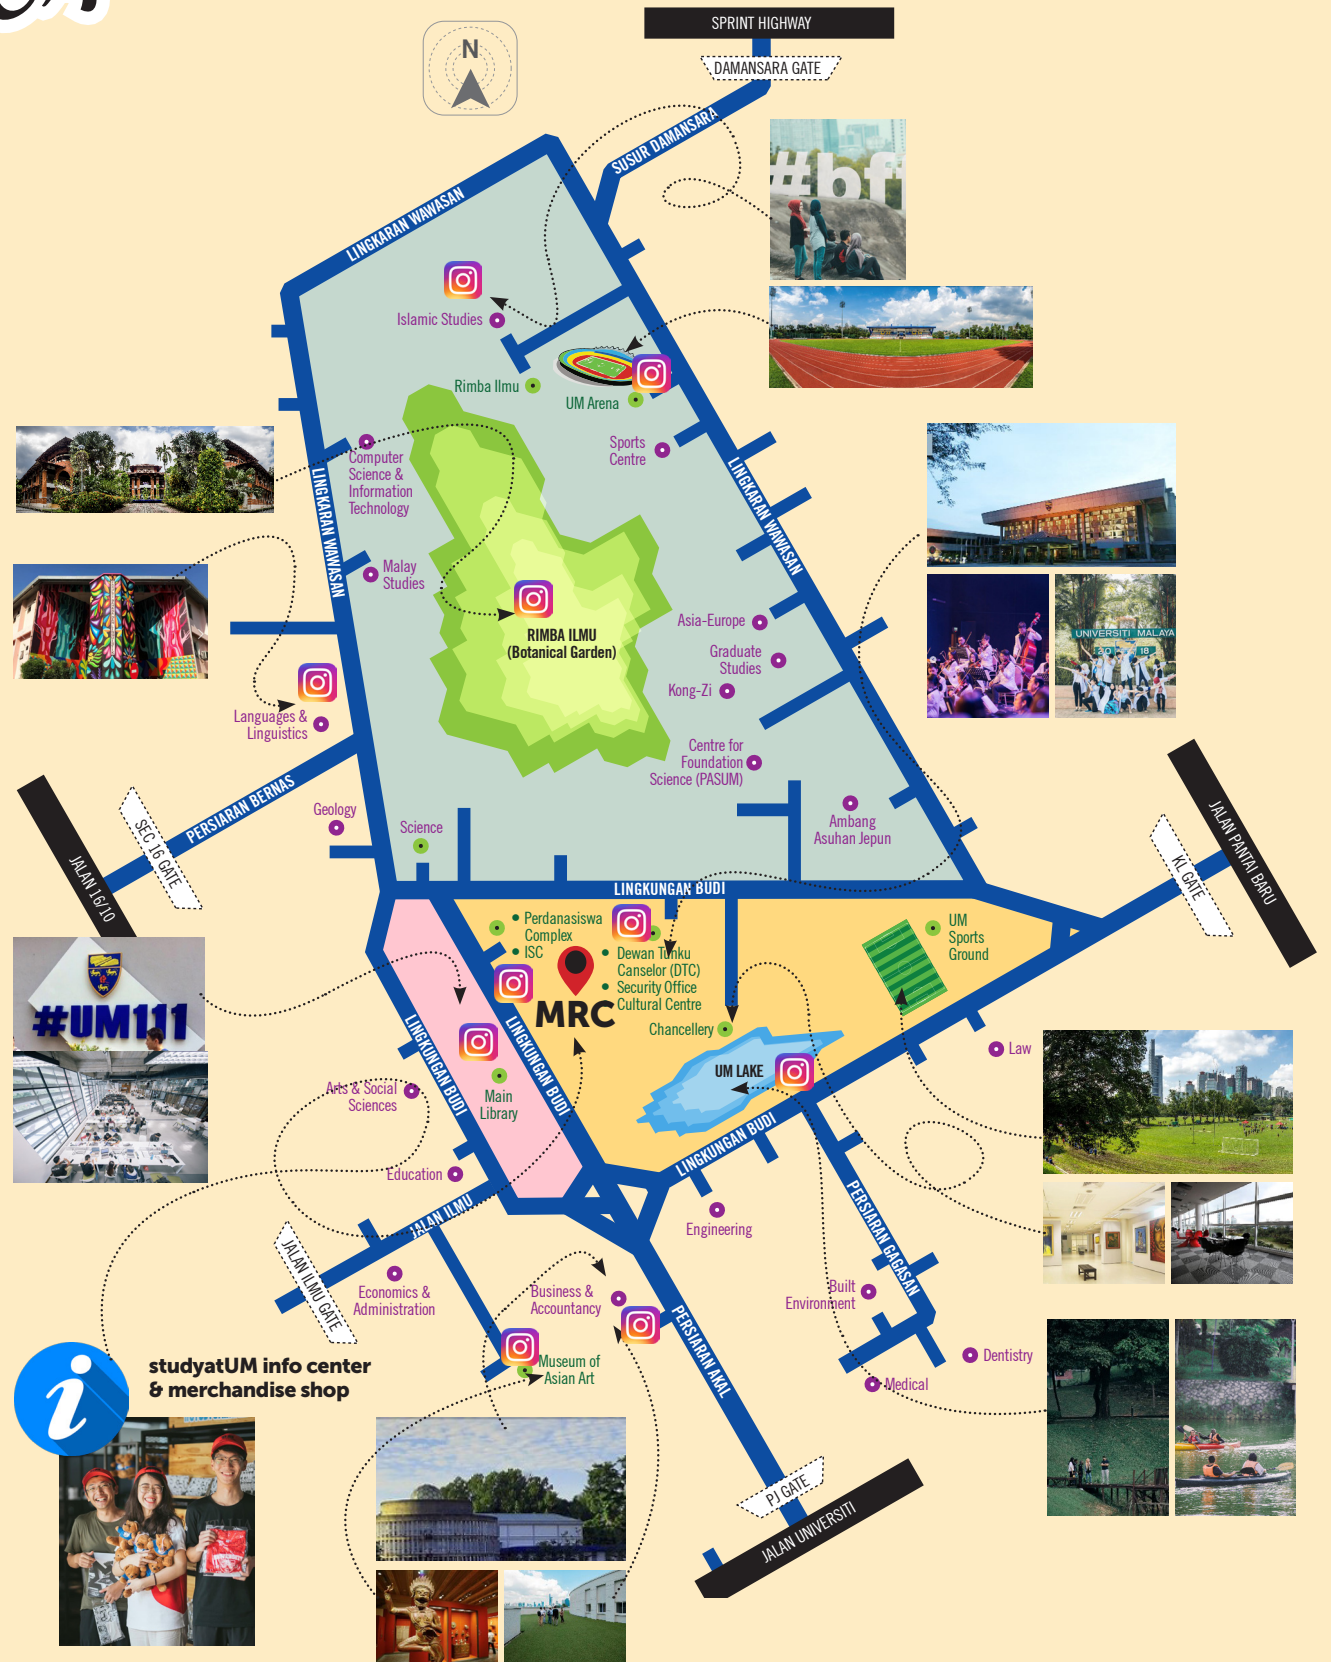 SPRINT HIGHWAY
DAMANSARA GATE
N
SUSUR DAMANSARA
#bf
LINGKARAN WAWASAN
Islamic Studies
Rimba Ilmu
UM Arena
Sports
Centre
Computer
Science &
Information
Technology
LINGKARAN WAWASAN
LINGKARAN WAWASAN
Malay
Studies
RIMBA ILMU
(Botanical Garden)
Asia-Europe
Graduate
Studies
Kong-Zi
UNIVERSITI MALAYA
20 18
Languages &
Linguistics
Centre for
Foundation
Science (PASUM)
PERSIARAN BERNAS
SEC 16 GATE
JALAN 16/10
Geology
Science
Ambang
Asuhan Jepun
JALAN PANTAI BARU
KL GATE
LINGKUNGAN BUDI
• Perdanasiswa
Complex
• ISC
• Dewan Tunku
Canselor (DTC)
• Security Office
• Cultural Centre
MRC
UM
Sports
Ground
Chancellery
#UM111
LINGKUNGAN BUDI
LINGKUNGAN BUDI
UM LAKE
Law
Arts & Social
Sciences
Main
Library
LINGKUNGAN BUDI
Education
JALAN ILMU
JALAN ILMU GATE
Engineering
PERSIARAN GAGASAN
Economics &
Administration
Business &
Accountancy
Built
Environment
PERSIARAN AKAL
Museum of
Asian Art
Dentistry
Medical
i
studyatUM info center
& merchandise shop
PJ GATE
JALAN UNIVERSITI